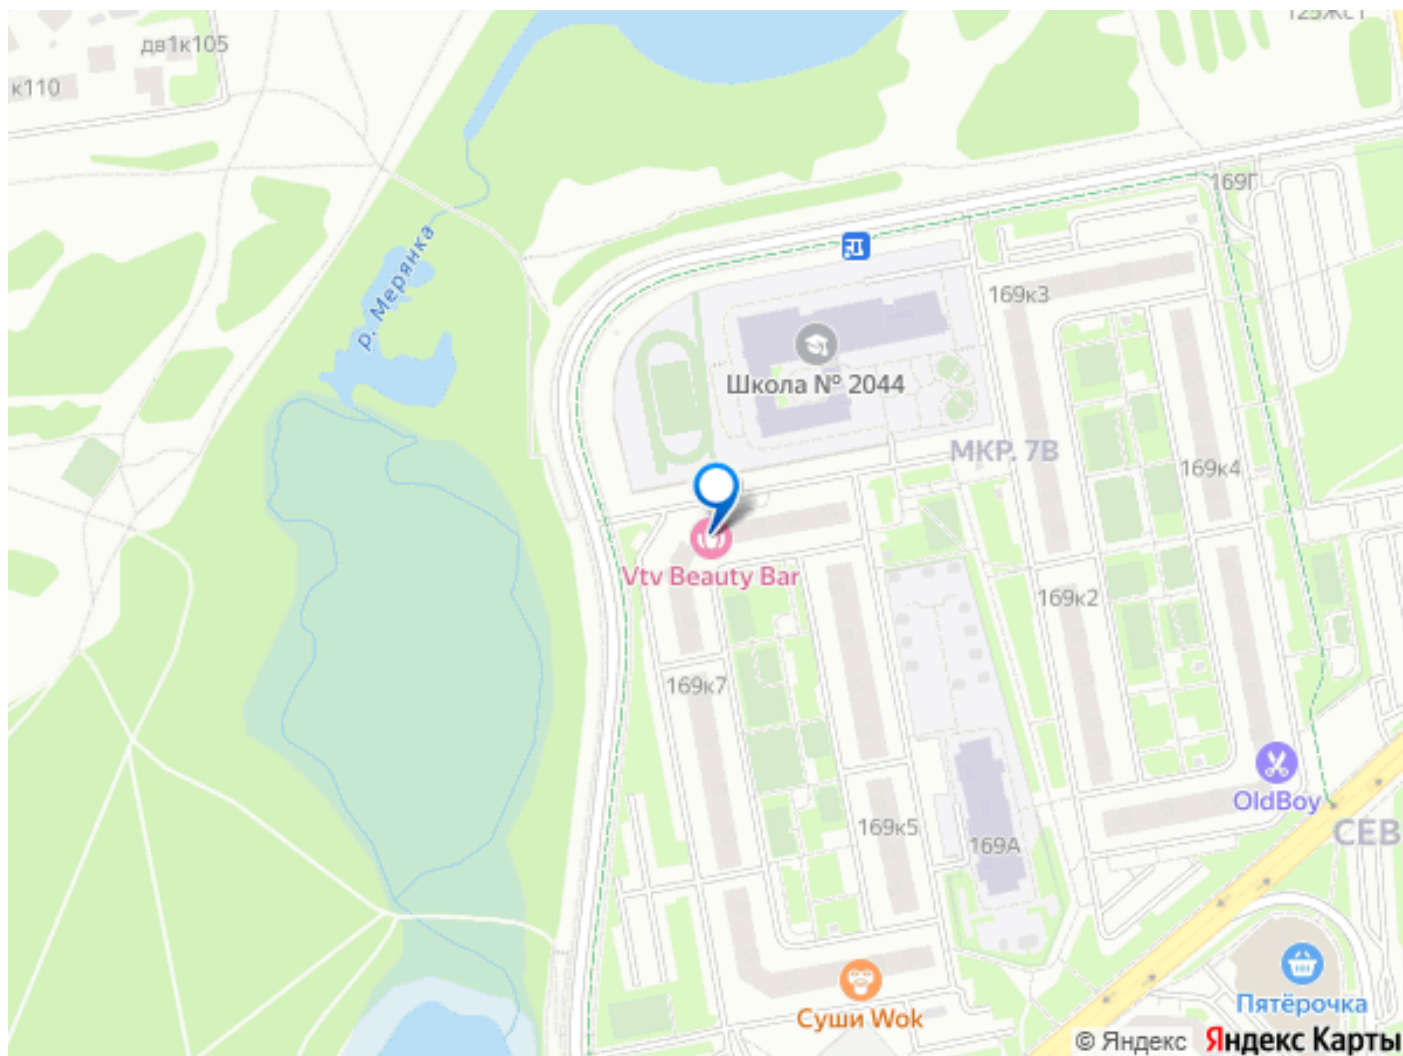 дв1к105
к110
р. Мерянка
169Г
169к3
Школа № 2044
МКР. 7В
169к4
Vtv Beauty Bar
169к2
169к7
OldBoy
169к5
169А
СЕВ
Суши Wok
Пятёрочка
© Яндекс Яндекс Карты